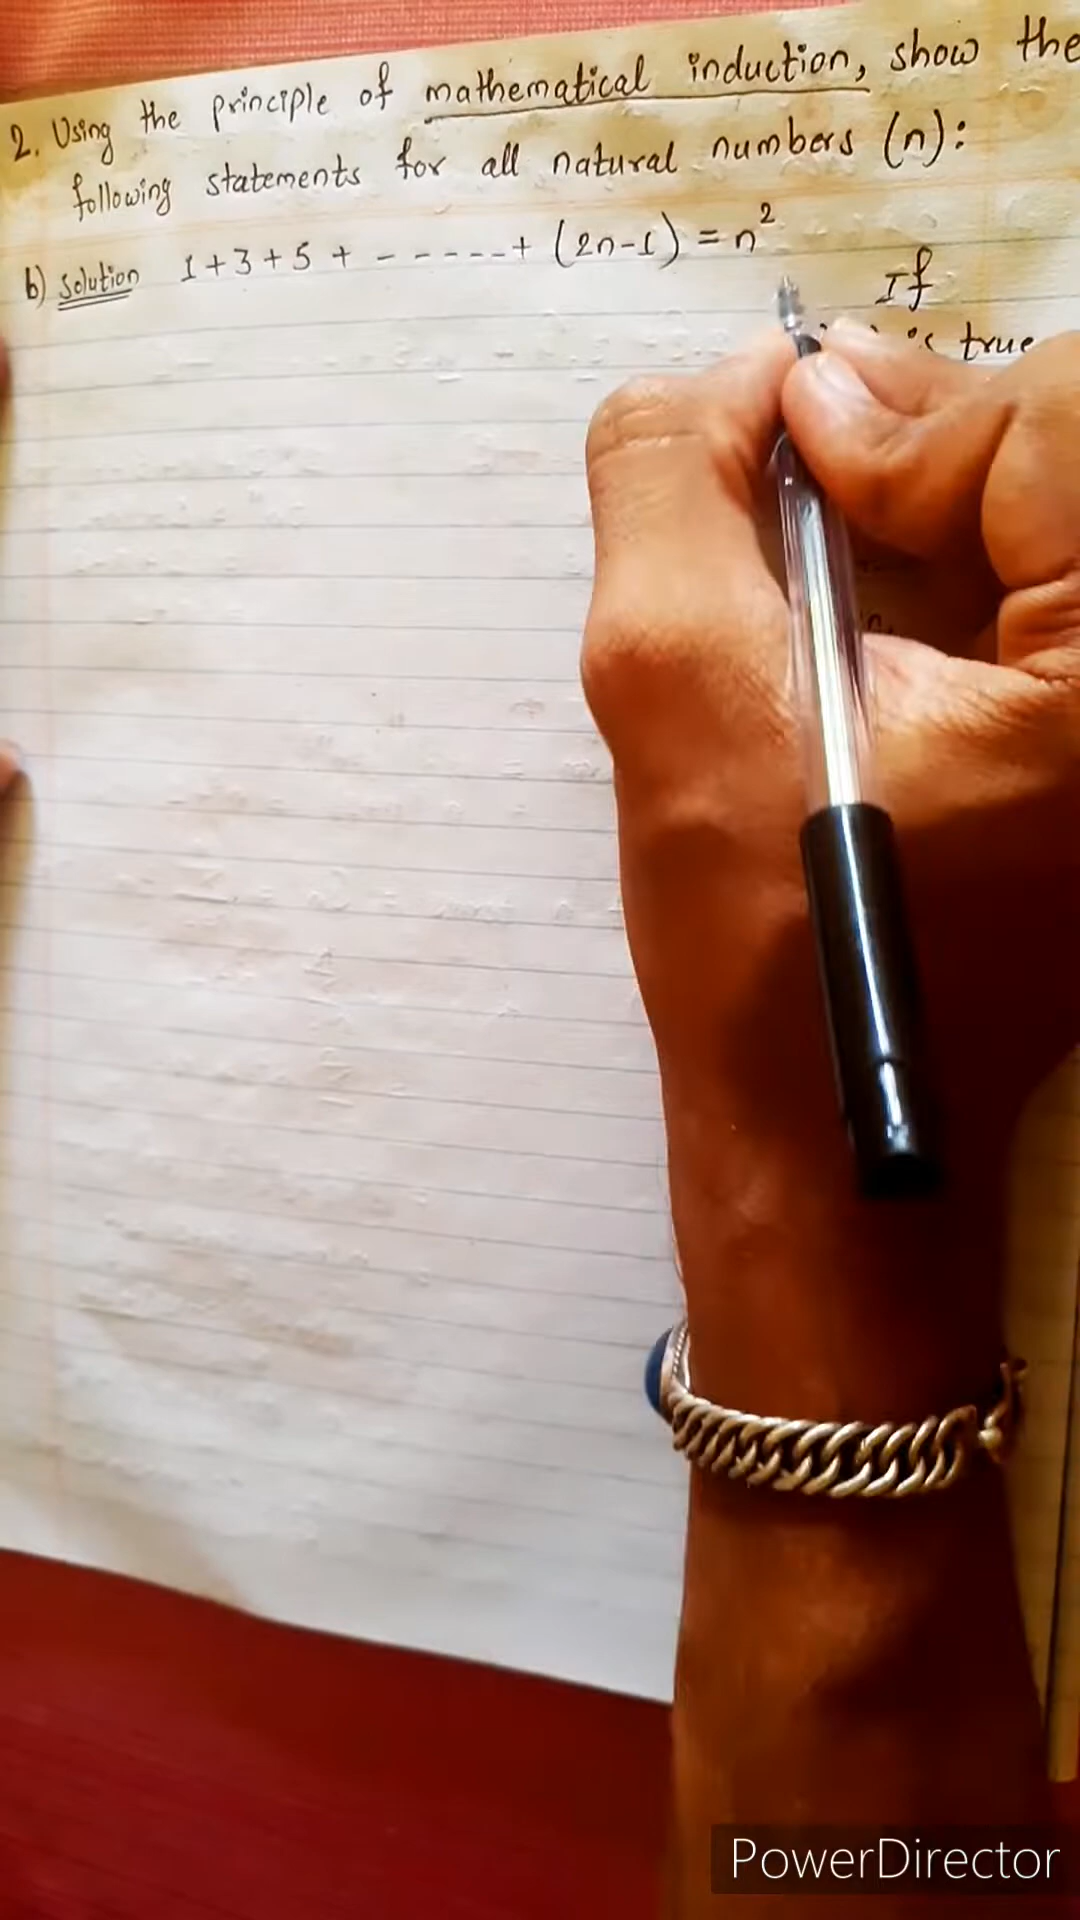 2. Using the principle of mathematical induction, show the
following statements for all natural numbers (n):
b) Solution 1 + 3 + 5 + - - - - - + (2n-1) = n²
If
is true
PowerDirector